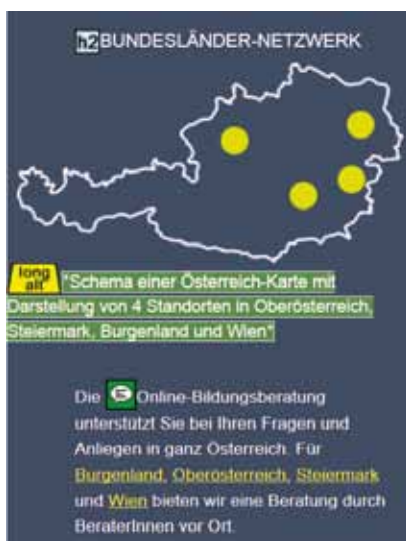 h2 BUNDESLÄNDER-NETZWERK
long
alt "Schema einer Österreich-Karte mit
Darstellung von 4 Standorten in Oberösterreich,
Steiermark, Burgenland und Wien"
Die Online-Bildungsberatung
unterstützt Sie bei Ihren Fragen und
Anliegen in ganz Österreich. Für
Burgenland, Oberösterreich, Steiermark
und Wien bieten wir eine Beratung durch
BeraterInnen vor Ort.